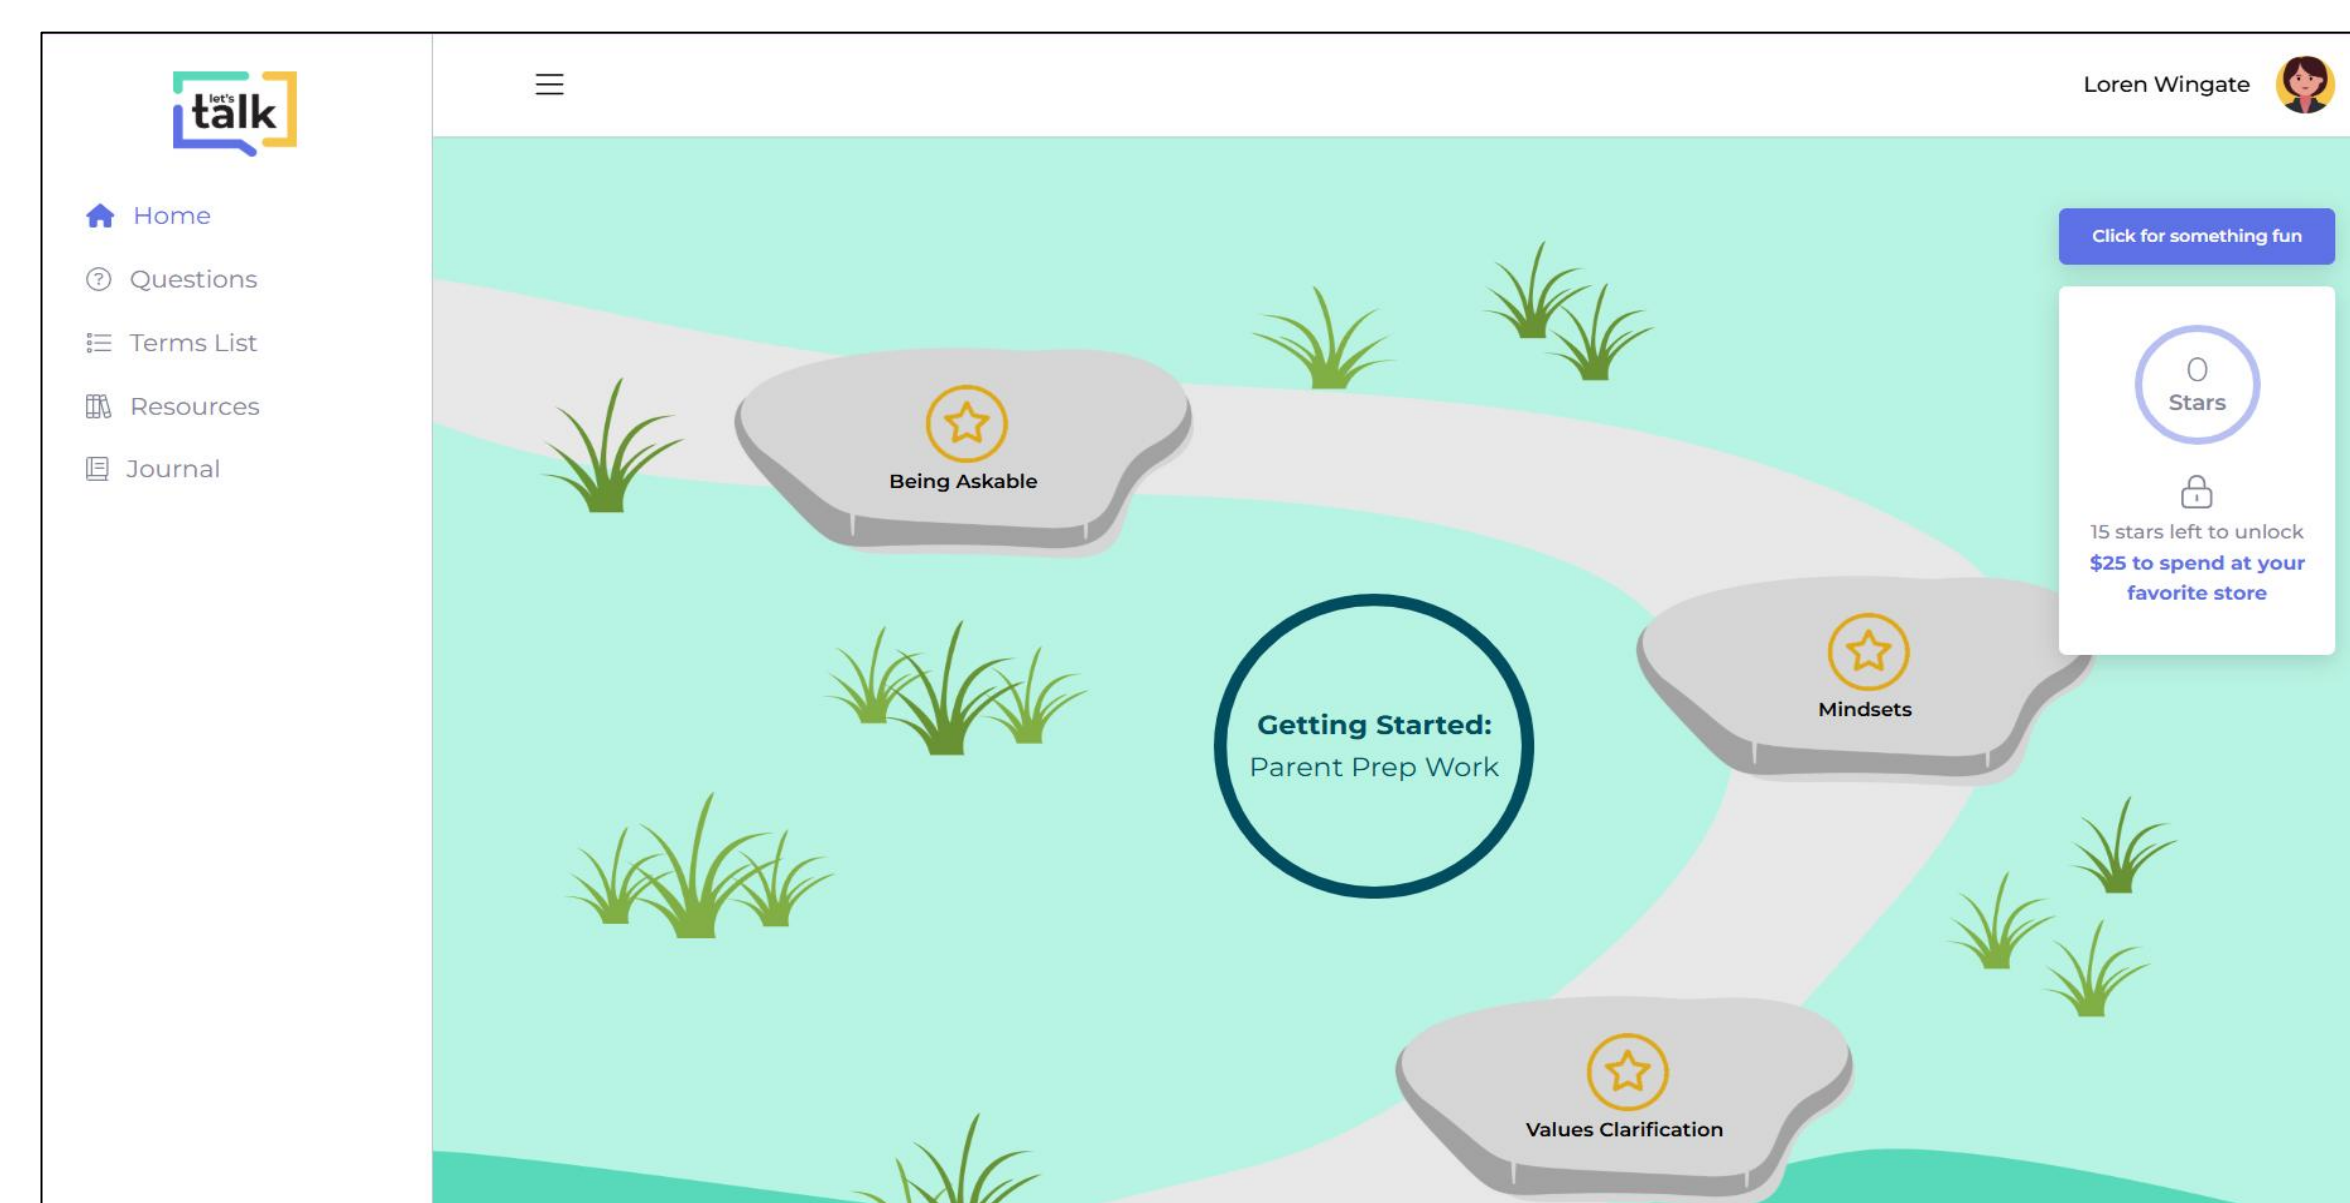 let's
talk
Loren Wingate
Home
Questions
Terms List
Resources
Journal
Click for something fun
0
Stars
15 stars left to unlock
$25 to spend at your
favorite store
Being Askable
Mindsets
Getting Started:
Parent Prep Work
Values Clarification